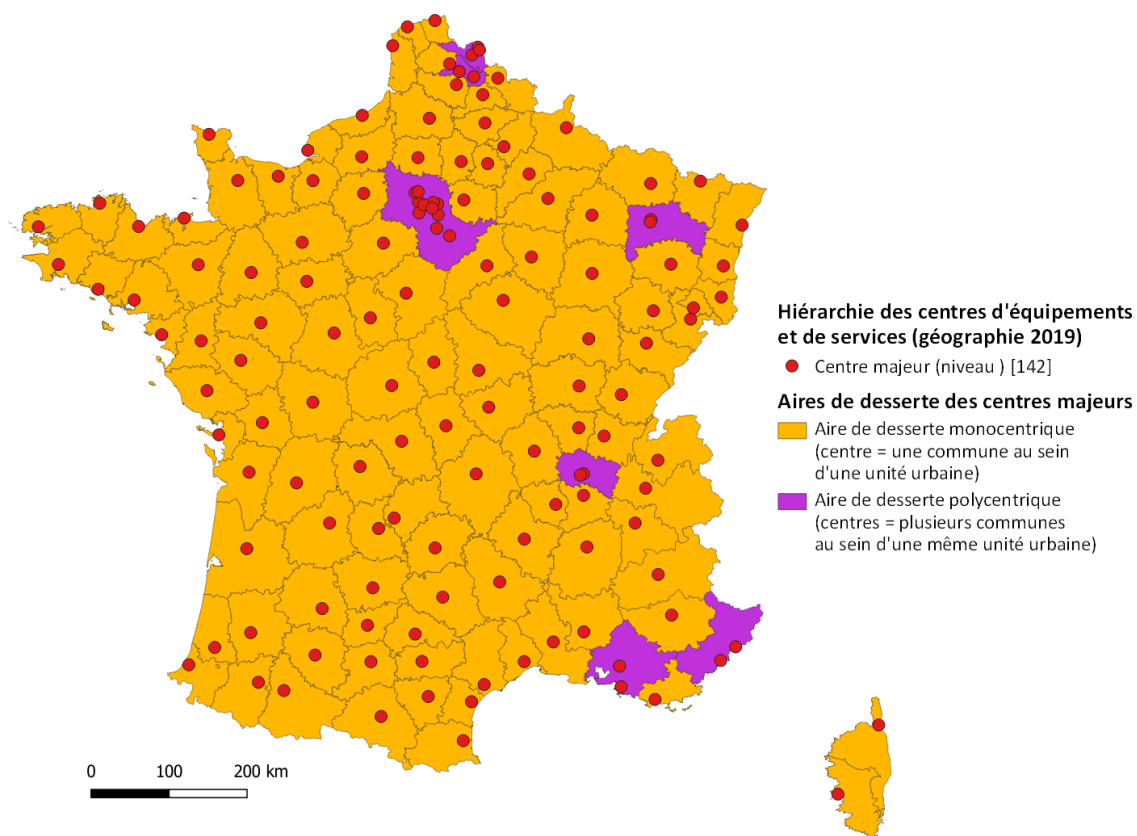 Hiérarchie des centres d'équipements
et de services (géographie 2019)
Centre majeur (niveau ) [142]
Aires de desserte des centres majeurs
Aire de desserte monocentrique
(centre = une commune au sein
d'une unité urbaine)
Aire de desserte polycentrique
(centres = plusieurs communes
au sein d'une même unité urbaine)
0 100 200 km